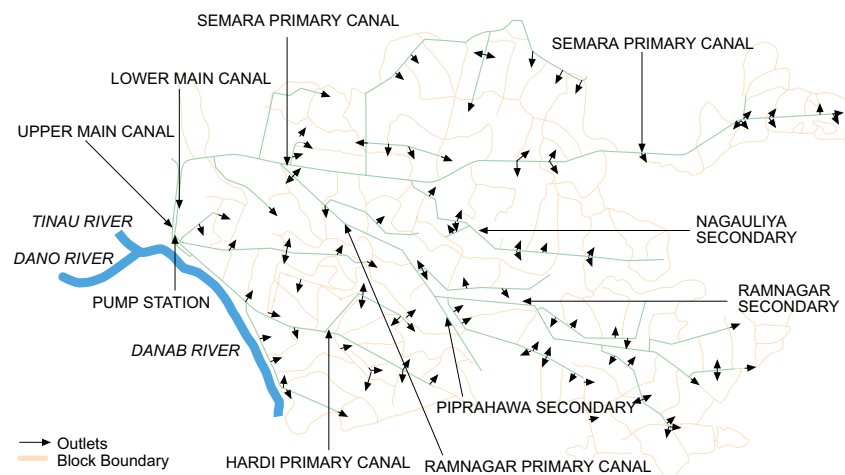 SEMARA PRIMARY CANAL
SEMARA PRIMARY CANAL
LOWER MAIN CANAL
UPPER MAIN CANAL
TINAU RIVER
DANO RIVER
NAGAULIYA
SECONDARY
PUMP STATION
RAMNAGAR
SECONDARY
DANAB RIVER
PIPRAHAWA SECONDARY
Outlets
Block Boundary
HARDI PRIMARY CANAL
RAMNAGAR PRIMARY CANAL